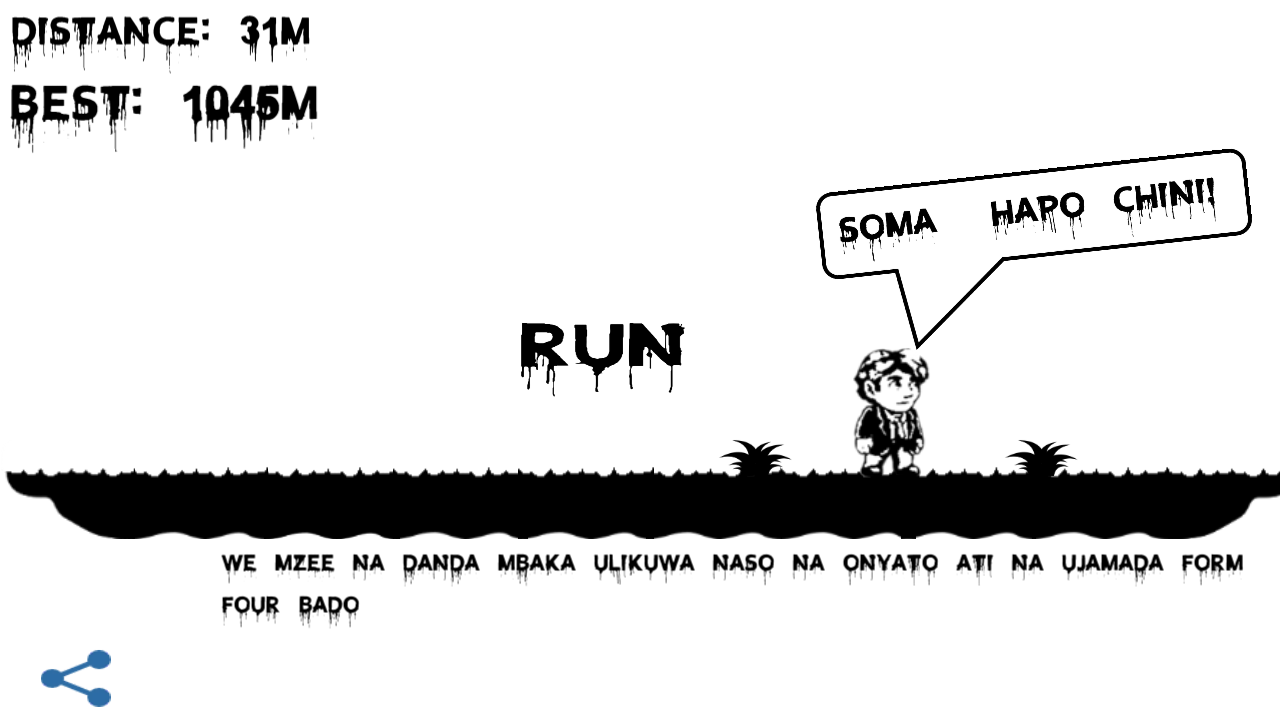 DISTANCE: 31M
BEST: 1045M
SOMA HAPO CHINI!
RUN
WE MZEE NA DANDA MBAKA ULIKUWA NASO NA ONYATO ATI NA UJAMADA FORM
FOUR BADO